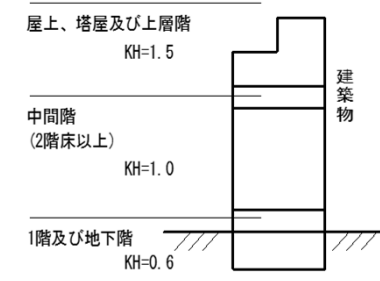 屋上、塔屋及び上層階
KH=1.5
建築物
中間階
(2階床以上)
KH=1.0
1階及び地下階
KH=0.6